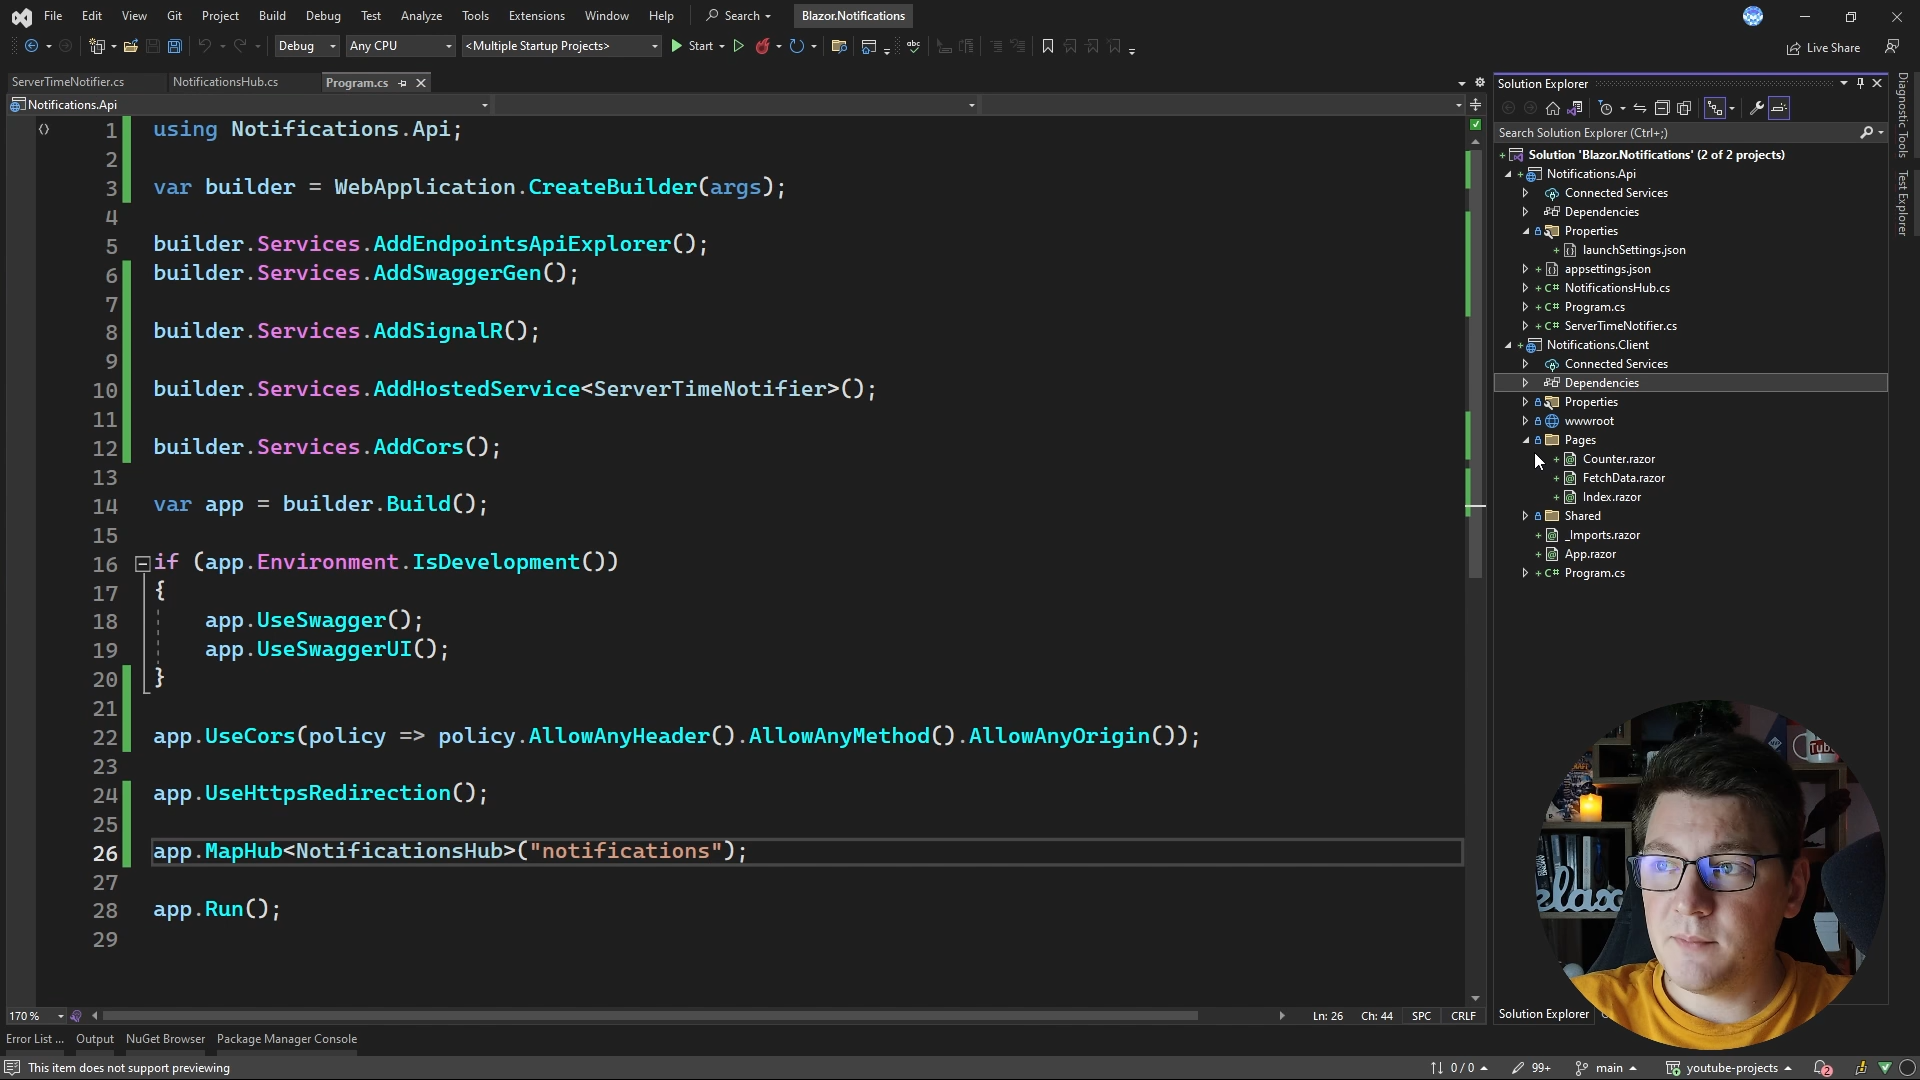 File Edit View Git Project Build Debug Test Analyze Tools Extensions Window Help Search Blazor.Notifications
Debug Any CPU <Multiple Startup Projects> Start Live Share
ServerTimeNotifier.cs NotificationsHub.cs Program.cs
Notifications.Api
1 using Notifications.Api;
2
3 var builder = WebApplication.CreateBuilder(args);
4
5 builder.Services.AddEndpointsApiExplorer();
6 builder.Services.AddSwaggerGen();
7
8 builder.Services.AddSignalR();
9
10 builder.Services.AddHostedService<ServerTimeNotifier>();
11
12 builder.Services.AddCors();
13
14 var app = builder.Build();
15
16 if (app.Environment.IsDevelopment())
17 {
18 app.UseSwagger();
19 app.UseSwaggerUI();
20 }
21
22 app.UseCors(policy => policy.AllowAnyHeader().AllowAnyMethod().AllowAnyOrigin());
23
24 app.UseHttpsRedirection();
25
26 app.MapHub<NotificationsHub>("notifications");
27
28 app.Run();
29
170 % Ln: 26 Ch: 44 SPC CRLF
Solution Explorer
Search Solution Explorer (Ctrl+;)
Solution 'Blazor.Notifications' (2 of 2 projects)
Notifications.Api
Connected Services
Dependencies
Properties
launchSettings.json
appsettings.json
NotificationsHub.cs
Program.cs
ServerTimeNotifier.cs
Notifications.Client
Connected Services
Dependencies
Properties
wwwroot
Pages
Counter.razor
FetchData.razor
Index.razor
Shared
_Imports.razor
App.razor
Program.cs
Solution Explorer
Diagnostic Tools
Test Explorer
Tube
elax
Error List ... Output NuGet Browser Package Manager Console
This item does not support previewing 0 / 0 99+ main youtube-projects 2